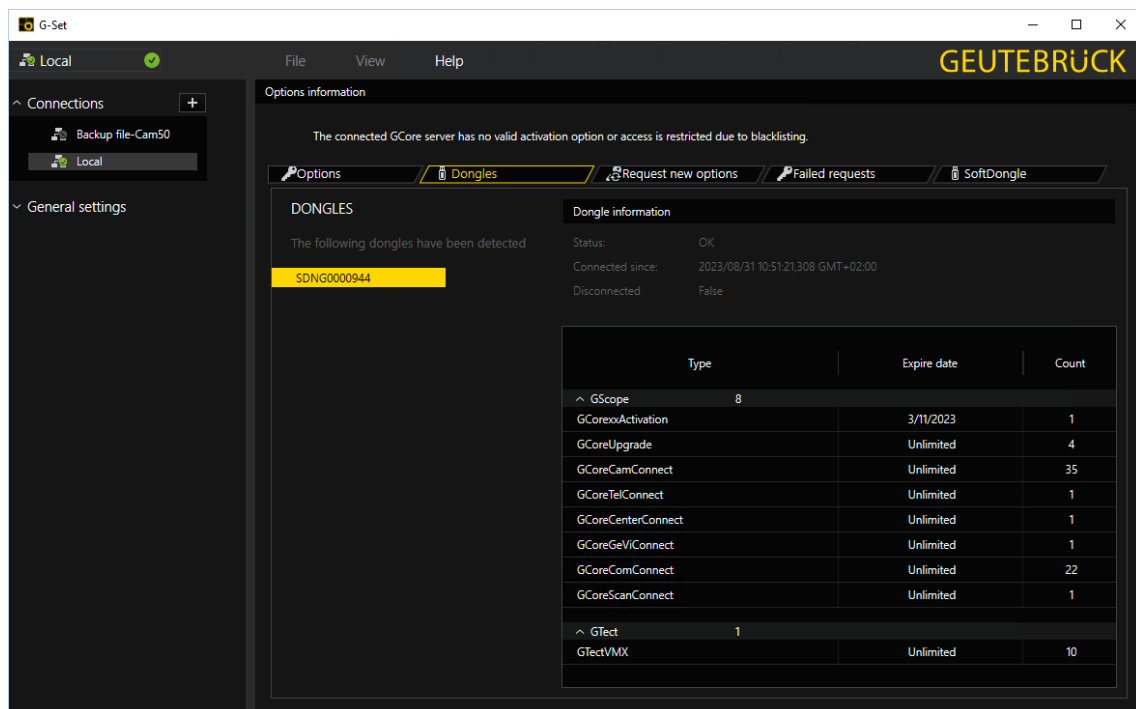 G-Set
Local
File View Help
GEUTEBRÜCK
Connections +
Backup file-Cam50
Local
General settings
Options information
The connected GCore server has no valid activation option or access is restricted due to blacklisting.
Options Dongles Request new options Failed requests SoftDongle
DONGLES
The following dongles have been detected
SDNG0000944
Dongle information
Status: OK
Connected since: 2023/08/31 10:51:21,308 GMT+02:00
Disconnected False
Type Expire date Count
GScope 8
GCorexxActivation 3/11/2023 1
GCoreUpgrade Unlimited 4
GCoreCamConnect Unlimited 35
GCoreTelConnect Unlimited 1
GCoreCenterConnect Unlimited 1
GCoreGeViConnect Unlimited 1
GCoreComConnect Unlimited 22
GCoreScanConnect Unlimited 1
GTect 1
GTectVMX Unlimited 10